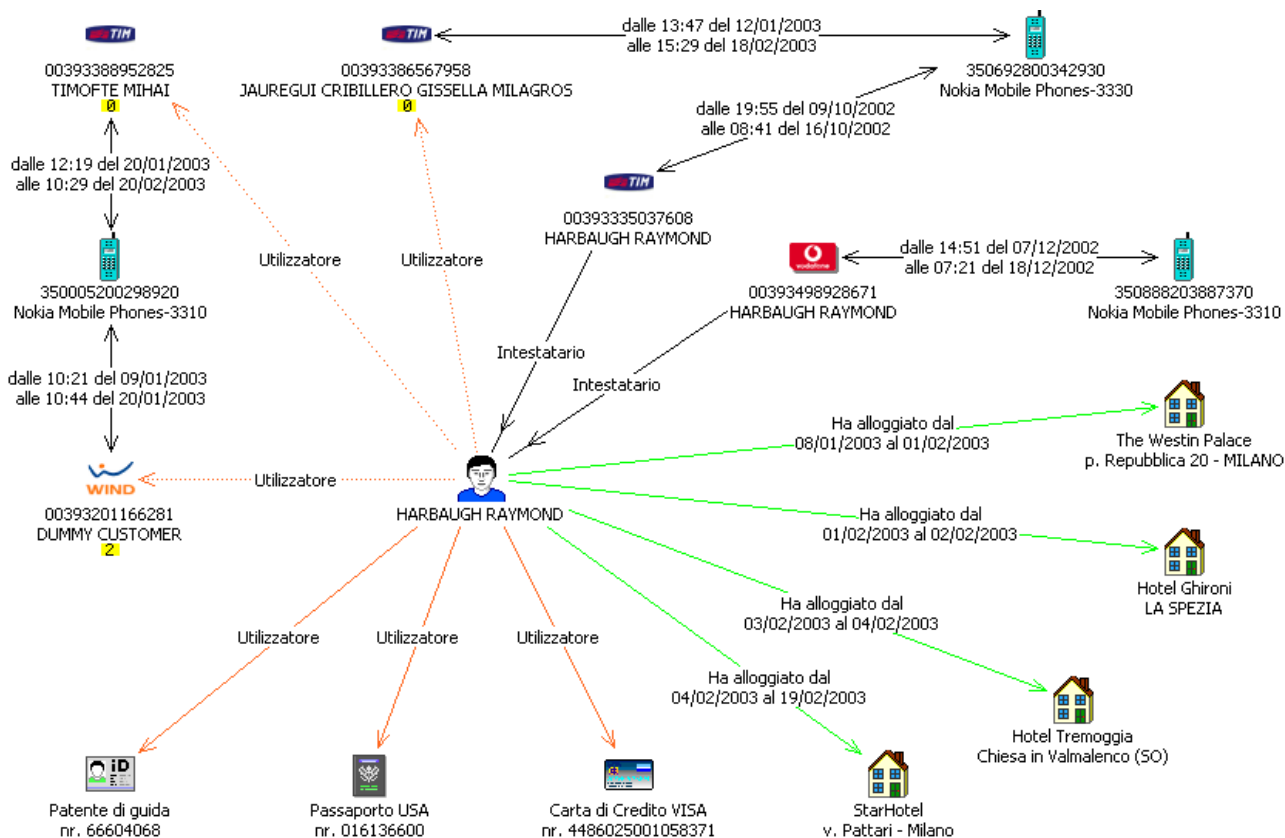 TIM
00393388952825
TIMOFTE MIHAI
0
TIM
00393386567958
JAUREGUI CRIBILLERO GISSELLA MILAGROS
0
dalle 13:47 del 12/01/2003
alle 15:29 del 18/02/2003
350692800342930
Nokia Mobile Phones-3330
dalle 19:55 del 09/10/2002
alle 08:41 del 16/10/2002
dalle 12:19 del 20/01/2003
alle 10:29 del 20/02/2003
TIM
00393335037608
HARBAUGH RAYMOND
Utilizzatore
Utilizzatore
350005200298920
Nokia Mobile Phones-3310
vodafone
00393498928671
HARBAUGH RAYMOND
dalle 14:51 del 07/12/2002
alle 07:21 del 18/12/2002
350888203887370
Nokia Mobile Phones-3310
Intestatario
Intestatario
dalle 10:21 del 09/01/2003
alle 10:44 del 20/01/2003
WIND
00393201166281
DUMMY CUSTOMER
2
Utilizzatore
HARBAUGH RAYMOND
Ha alloggiato dal
08/01/2003 al 01/02/2003
The Westin Palace
p. Repubblica 20 - MILANO
Ha alloggiato dal
01/02/2003 al 02/02/2003
Hotel Ghironi
LA SPEZIA
Ha alloggiato dal
03/02/2003 al 04/02/2003
Hotel Tremoggia
Chiesa in Valmalenco (SO)
Ha alloggiato dal
04/02/2003 al 19/02/2003
StarHotel
v. Pattari - Milano
Utilizzatore
Utilizzatore
Utilizzatore
iD
Patente di guida
nr. 66604068
Passaporto USA
nr. 016136600
Carta di Credito VISA
nr. 4486025001058371